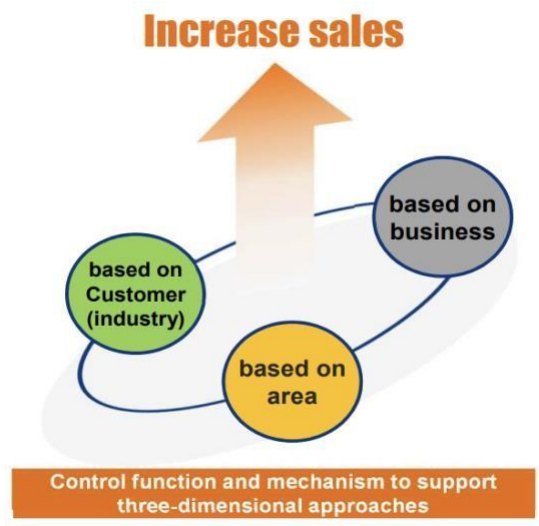 Increase sales
based on
business
based on
Customer
(industry)
based on
area
Control function and mechanism to support
three-dimensional approaches